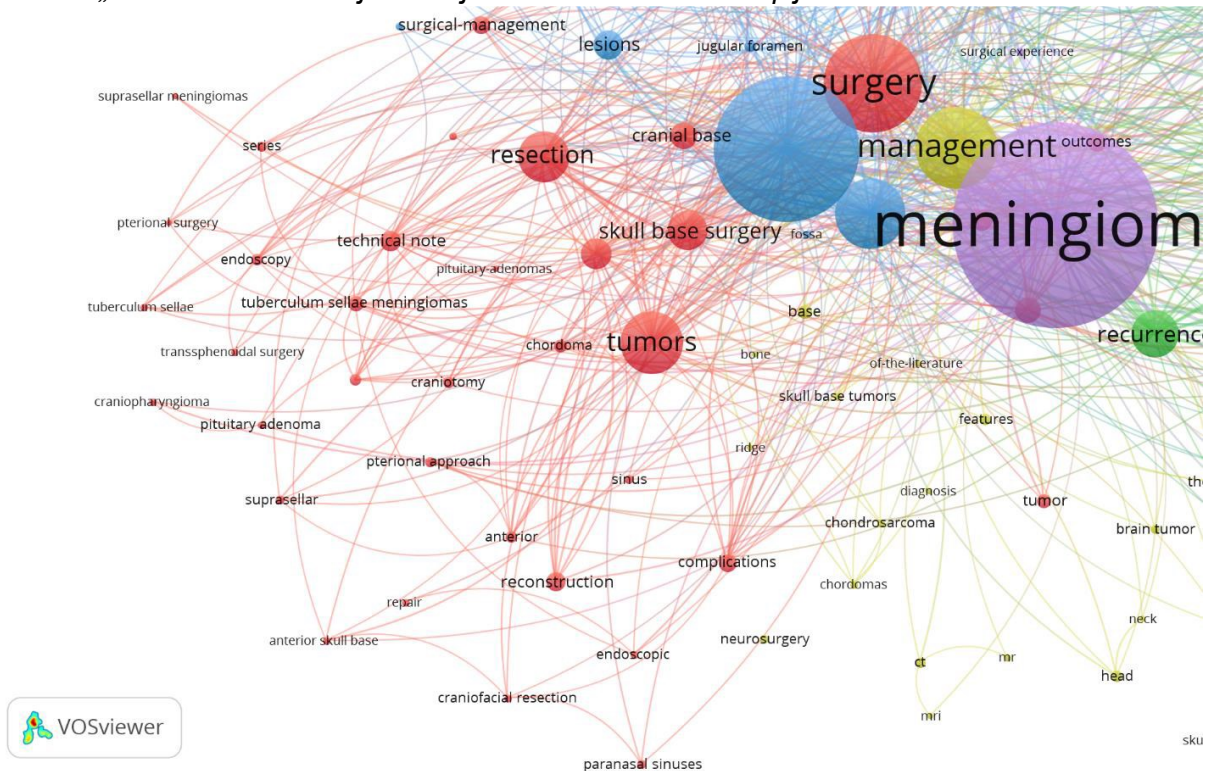 surgical-management
lesions
jugular foramen
surgical experience
surgery
suprasellar meningiomas
cranial base
series
resection
management
outcomes
pterional surgery
skull base surgery
meningiom
fossa
technical note
endoscopy
pituitary-adenomas
tuberculum sellae
tuberculum sellae meningiomas
base
recurrenc
chordoma
tumors
transsphenoidal surgery
bone
of-the-literature
craniotomy
craniopharyngioma
skull base tumors
pituitary adenoma
features
ridge
pterional approach
sinus
the
suprasellar
diagnosis
tumor
chondrosarcoma
brain tumor
anterior
complications
reconstruction
chordomas
repair
neck
anterior skull base
neurosurgery
endoscopic
ct
mr
head
craniofacial resection
mri
VOSviewer
sku
paranasal sinuses